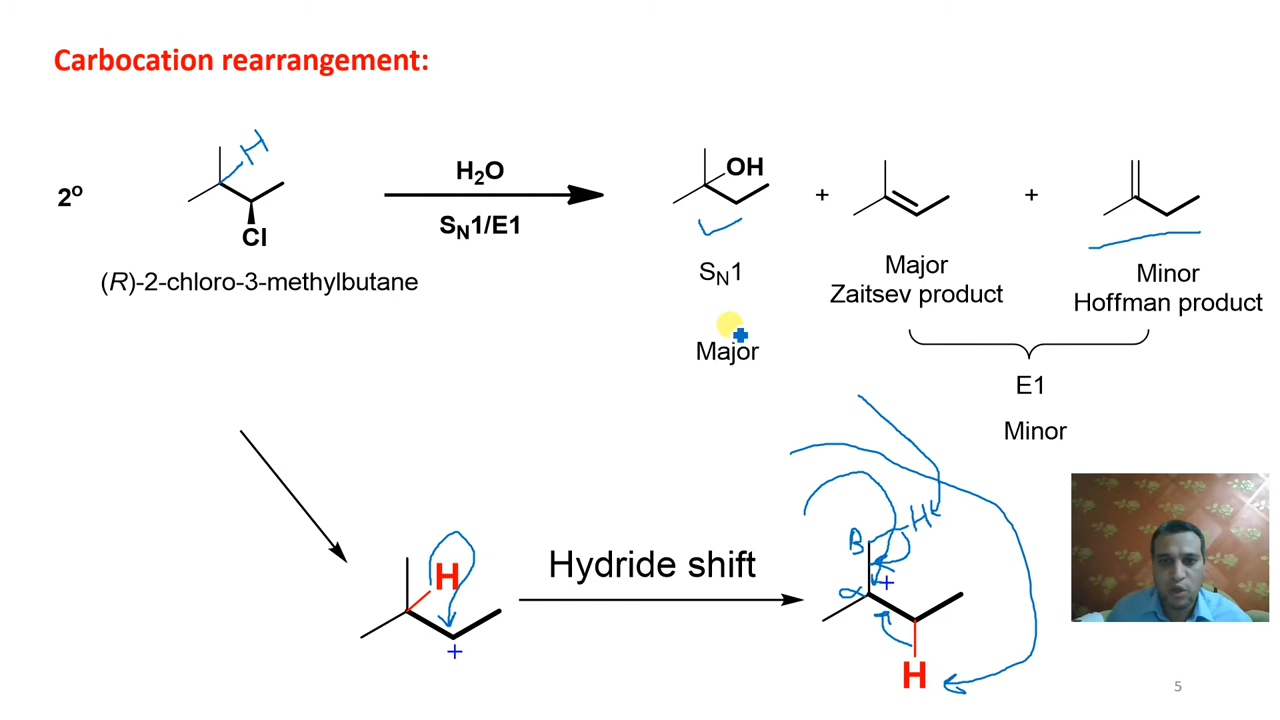 Carbocation rearrangement:
H
2º
Cl
(R)-2-chloro-3-methylbutane
H₂O
Sₙ1/E1
OH
+
+
Sₙ1
Major
Major
Zaitsev product
Minor
Hoffman product
E1
Minor
H
+
Hydride shift
B
H
α
+
H
5